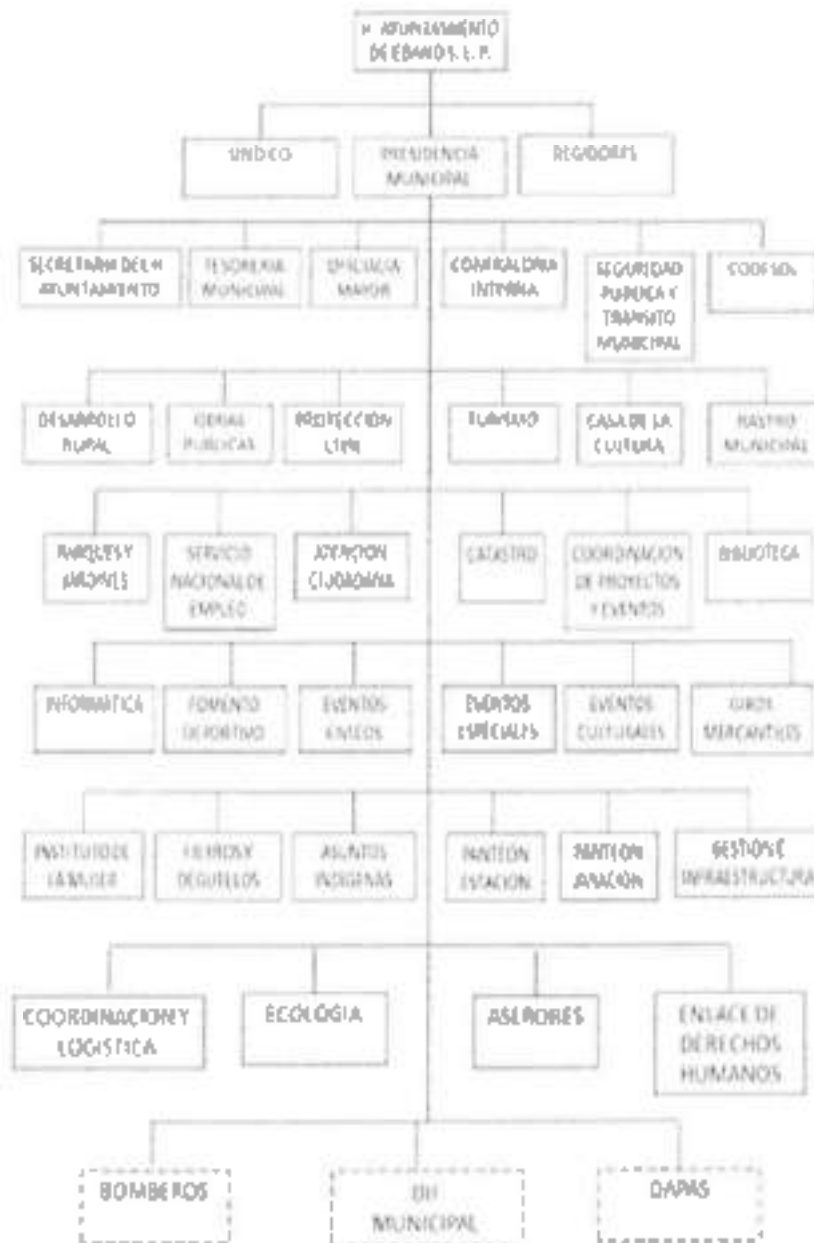 H. AYUNTAMIENTO
DE EBANO S. L. P.
SINDICO
PRESIDENCIA
MUNICIPAL
REGIDORES
SECRETARIA DEL H
AYUNTAMIENTO
TESORERIA
MUNICIPAL
OFICIALIA
MAYOR
CONTRALORIA
INTERNA
SEGURIDAD
PUBLICA Y
TRANSITO
MUNICIPAL
CODESOL
DESARROLLO
RURAL
OBRAS
PUBLICAS
PROTECCION
CIVIL
TURISMO
CASA DE LA
CULTURA
RASTRO
MUNICIPAL
PARQUES Y
JARDINES
SERVICIO
NACIONAL DE
EMPLEO
ATENCION
CIUDADANA
CATASTRO
COORDINACION
DE PROYECTOS
Y EVENTOS
BIBLIOTECA
INFORMATICA
FOMENTO
DEPORTIVO
EVENTOS
EVENTOS
ESPECIALES
EVENTOS
CULTURALES
GIROS
MERCANTILES
INSTITUTO DE
LA MUJER
FIERROS Y
DEGUELLOS
ASUNTOS
INDIGENAS
PANTEON
ESTACION
PANTEON
GESTION E
INFRAESTRUCTURA
COORDINACION Y
LOGISTICA
ECOLOGIA
ASESORES
ENLACE DE
DERECHOS
HUMANOS
BOMBEROS
DIF
MUNICIPAL
DAPAS